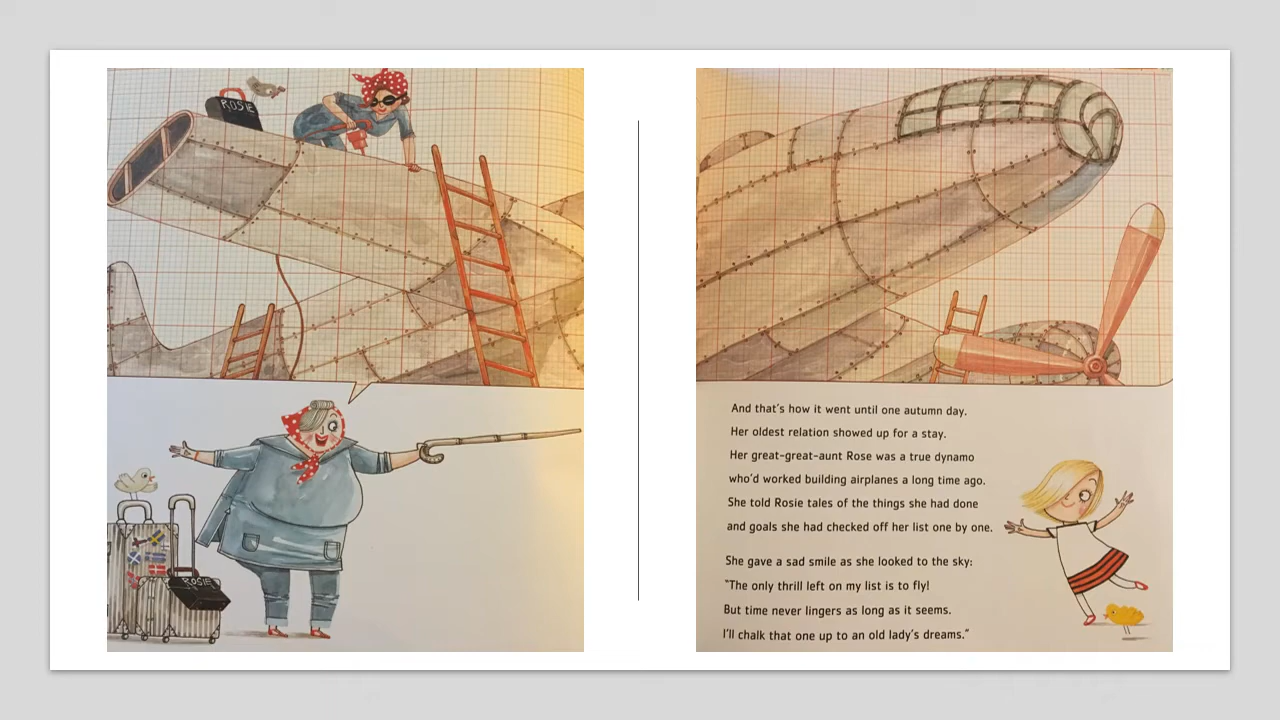 ROSIE
ROSIE
And that's how it went until one autumn day.
Her oldest relation showed up for a stay.
Her great-great-aunt Rose was a true dynamo
who'd worked building airplanes a long time ago.
She told Rosie tales of the things she had done
and goals she had checked off her list one by one.
She gave a sad smile as she looked to the sky:
"The only thrill left on my list is to fly!
But time never lingers as long as it seems.
I'll chalk that one up to an old lady's dreams."